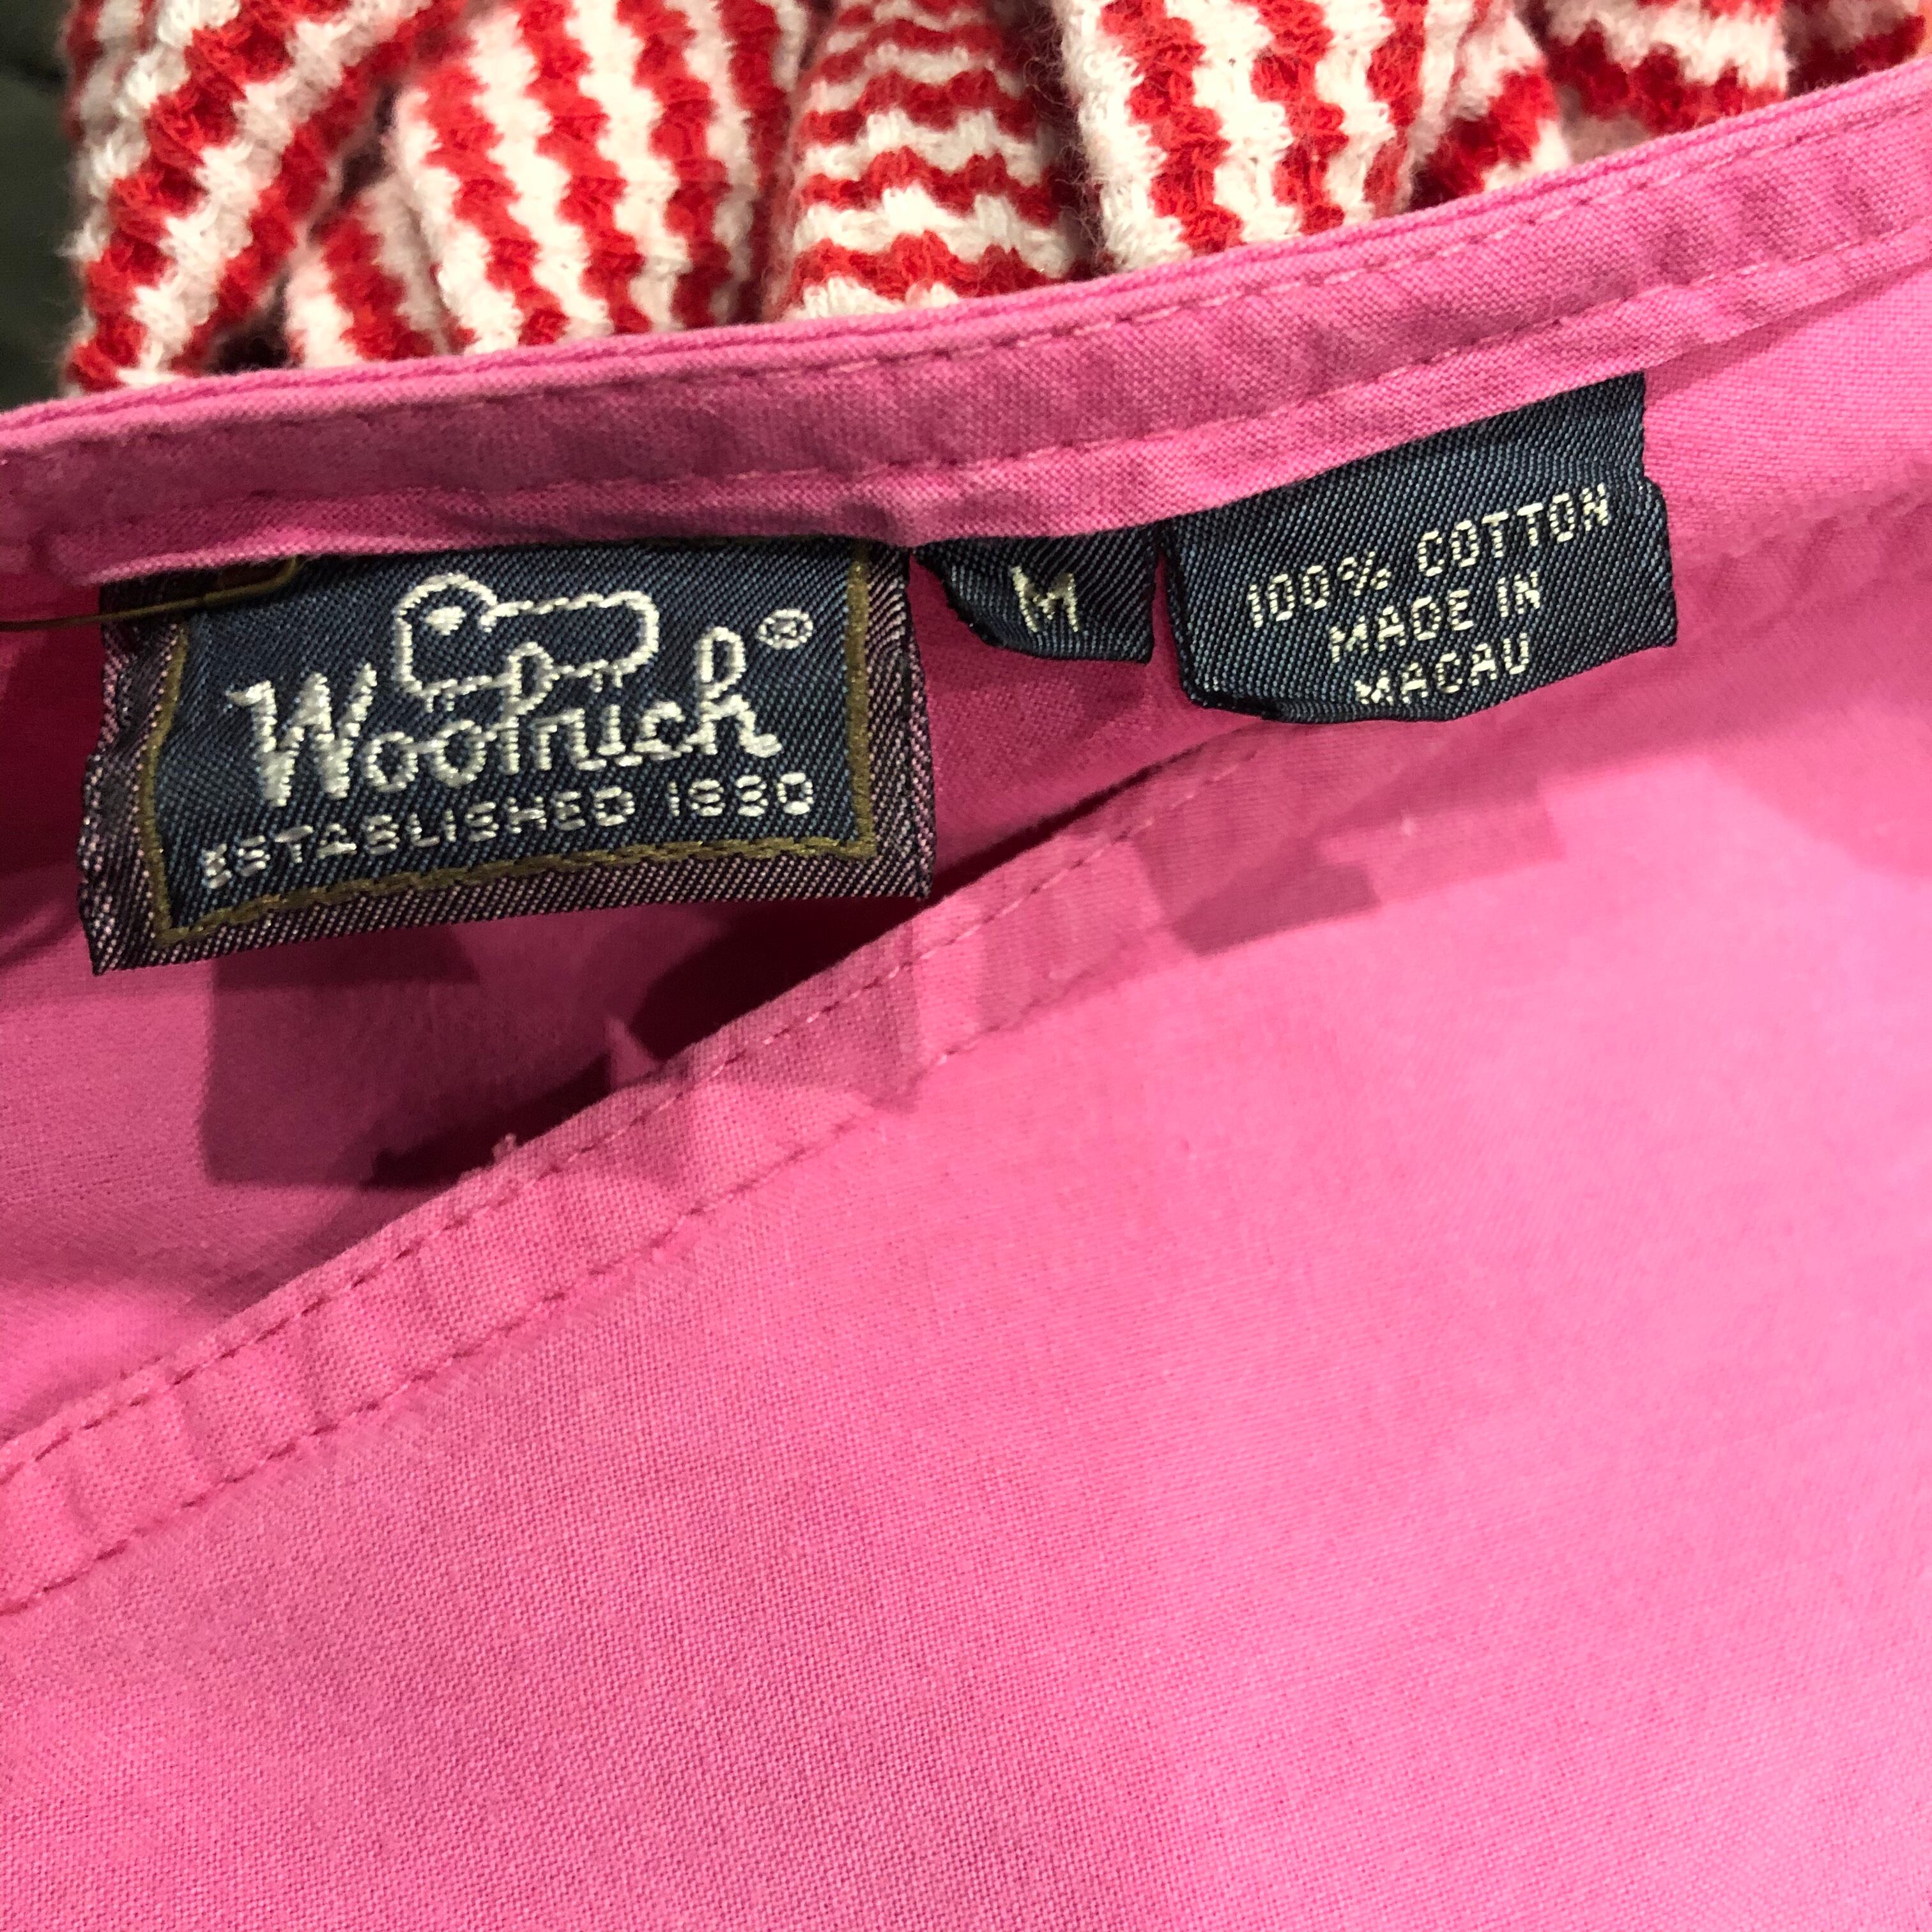 Woolrich®
ESTABLISHED 1830
M
100% COTTON
MADE IN
MACAU